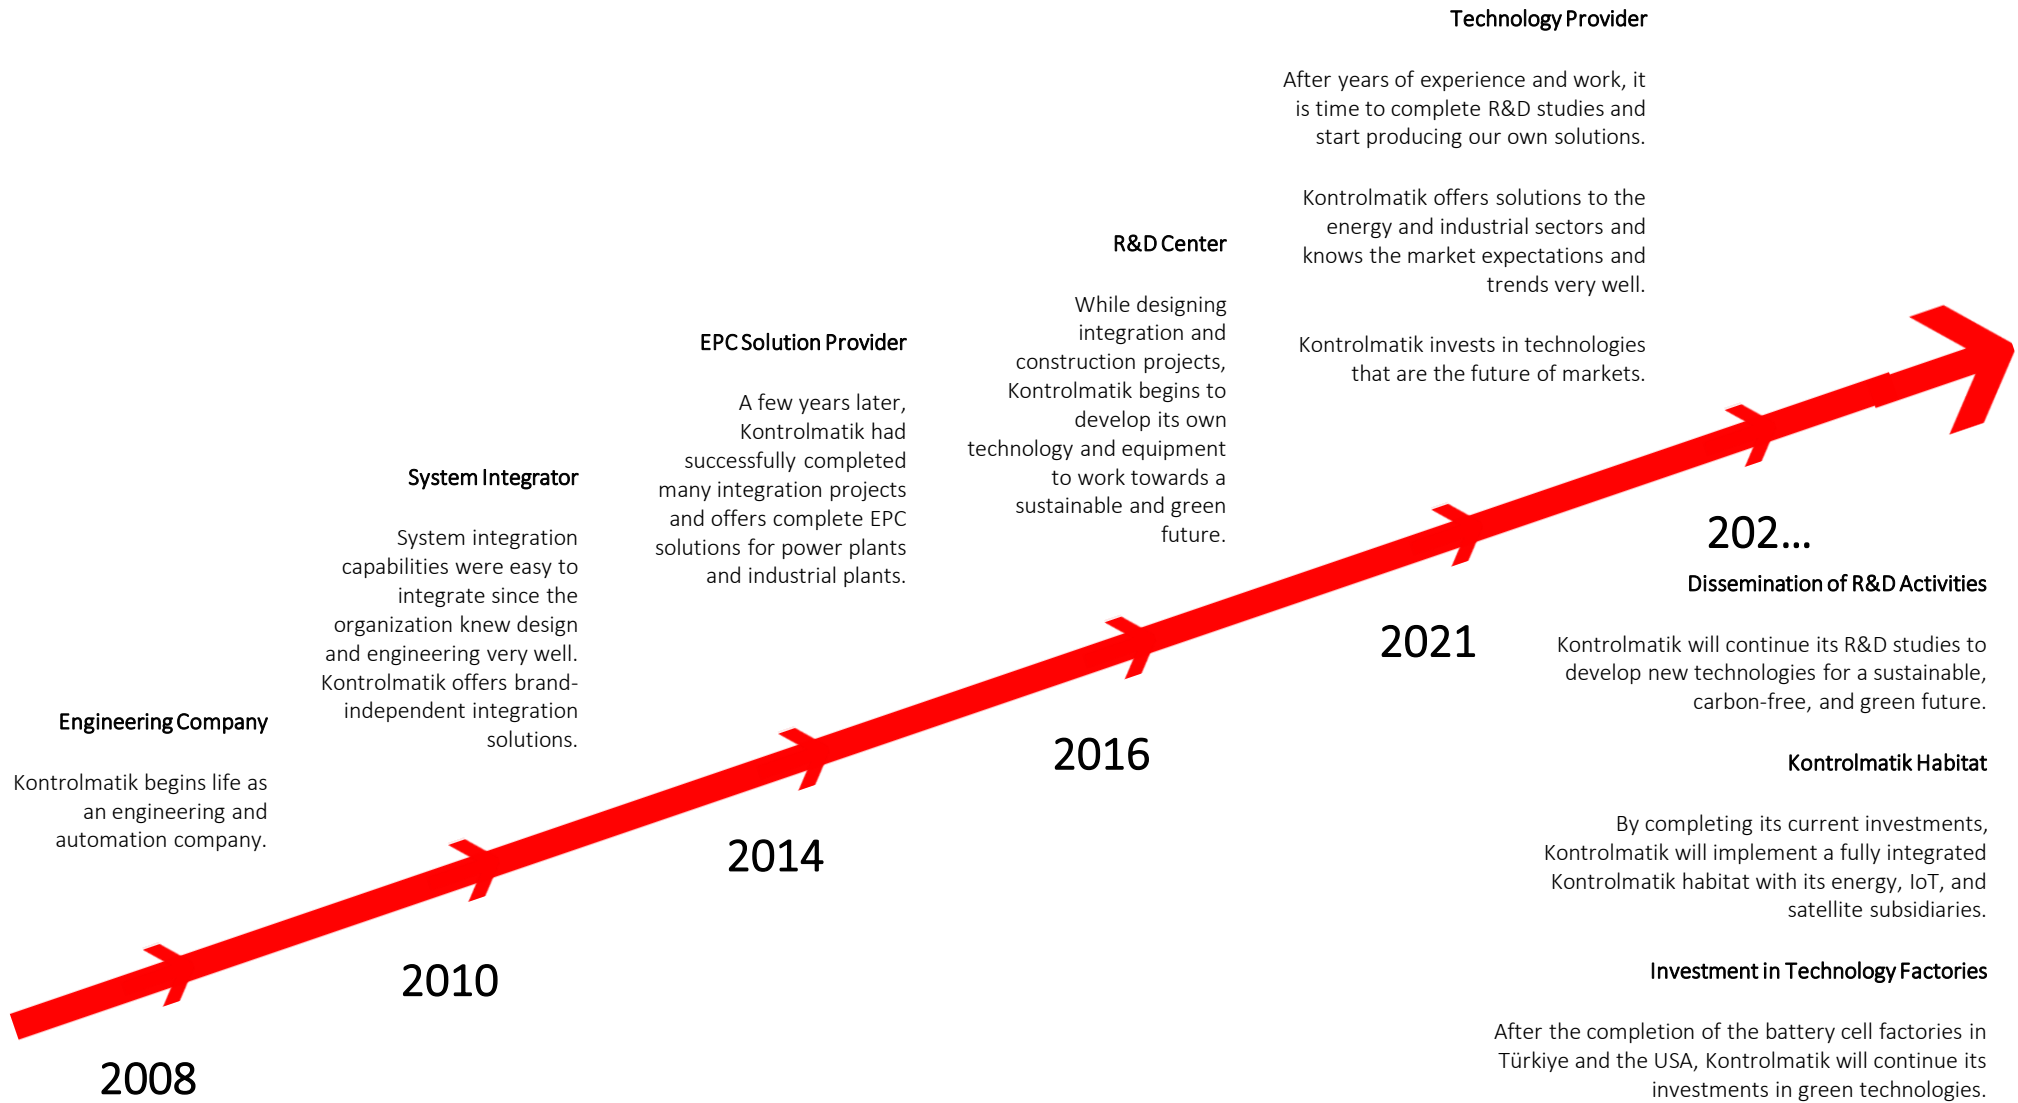 Engineering Company
Kontrolmatik begins life as
an engineering and
automation company.
2008
System Integrator
System integration
capabilities were easy to
integrate since the
organization knew design
and engineering very well.
Kontrolmatik offers brand-
independent integration
solutions.
2010
EPC Solution Provider
A few years later,
Kontrolmatik had
successfully completed
many integration projects
and offers complete EPC
solutions for power plants
and industrial plants.
2014
R&D Center
While designing
integration and
construction projects,
Kontrolmatik begins to
develop its own
technology and equipment
to work towards a
sustainable and green
future.
2016
Technology Provider
After years of experience and work, it
is time to complete R&D studies and
start producing our own solutions.
Kontrolmatik offers solutions to the
energy and industrial sectors and
knows the market expectations and
trends very well.
Kontrolmatik invests in technologies
that are the future of markets.
2021
202...
Dissemination of R&D Activities
Kontrolmatik will continue its R&D studies to
develop new technologies for a sustainable,
carbon-free, and green future.
Kontrolmatik Habitat
By completing its current investments,
Kontrolmatik will implement a fully integrated
Kontrolmatik habitat with its energy, IoT, and
satellite subsidiaries.
Investment in Technology Factories
After the completion of the battery cell factories in
Türkiye and the USA, Kontrolmatik will continue its
investments in green technologies.